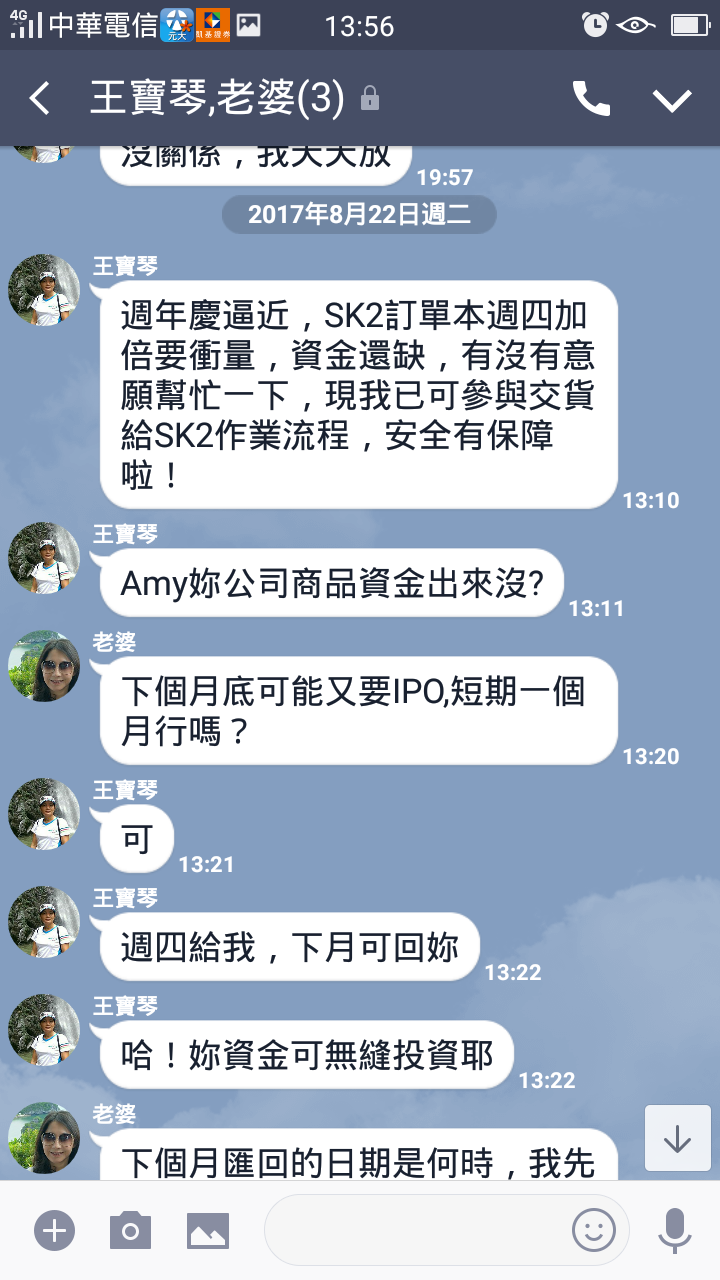 4G 中華電信 元大 凱基證券 13:56
王寶琴,老婆(3)
沒關係，我天天放
19:57
2017年8月22日週二
王寶琴
週年慶逼近，SK2訂單本週四加
倍要衝量，資金還缺，有沒有意
願幫忙一下，現我已可參與交貨
給SK2作業流程，安全有保障
啦！
13:10
王寶琴
Amy妳公司商品資金出來沒?
13:11
老婆
下個月底可能又要IPO,短期一個
月行嗎？
13:20
王寶琴
可
13:21
王寶琴
週四給我，下月可回妳
13:22
王寶琴
哈！妳資金可無縫投資耶
13:22
老婆
下個月匯回的日期是何時，我先